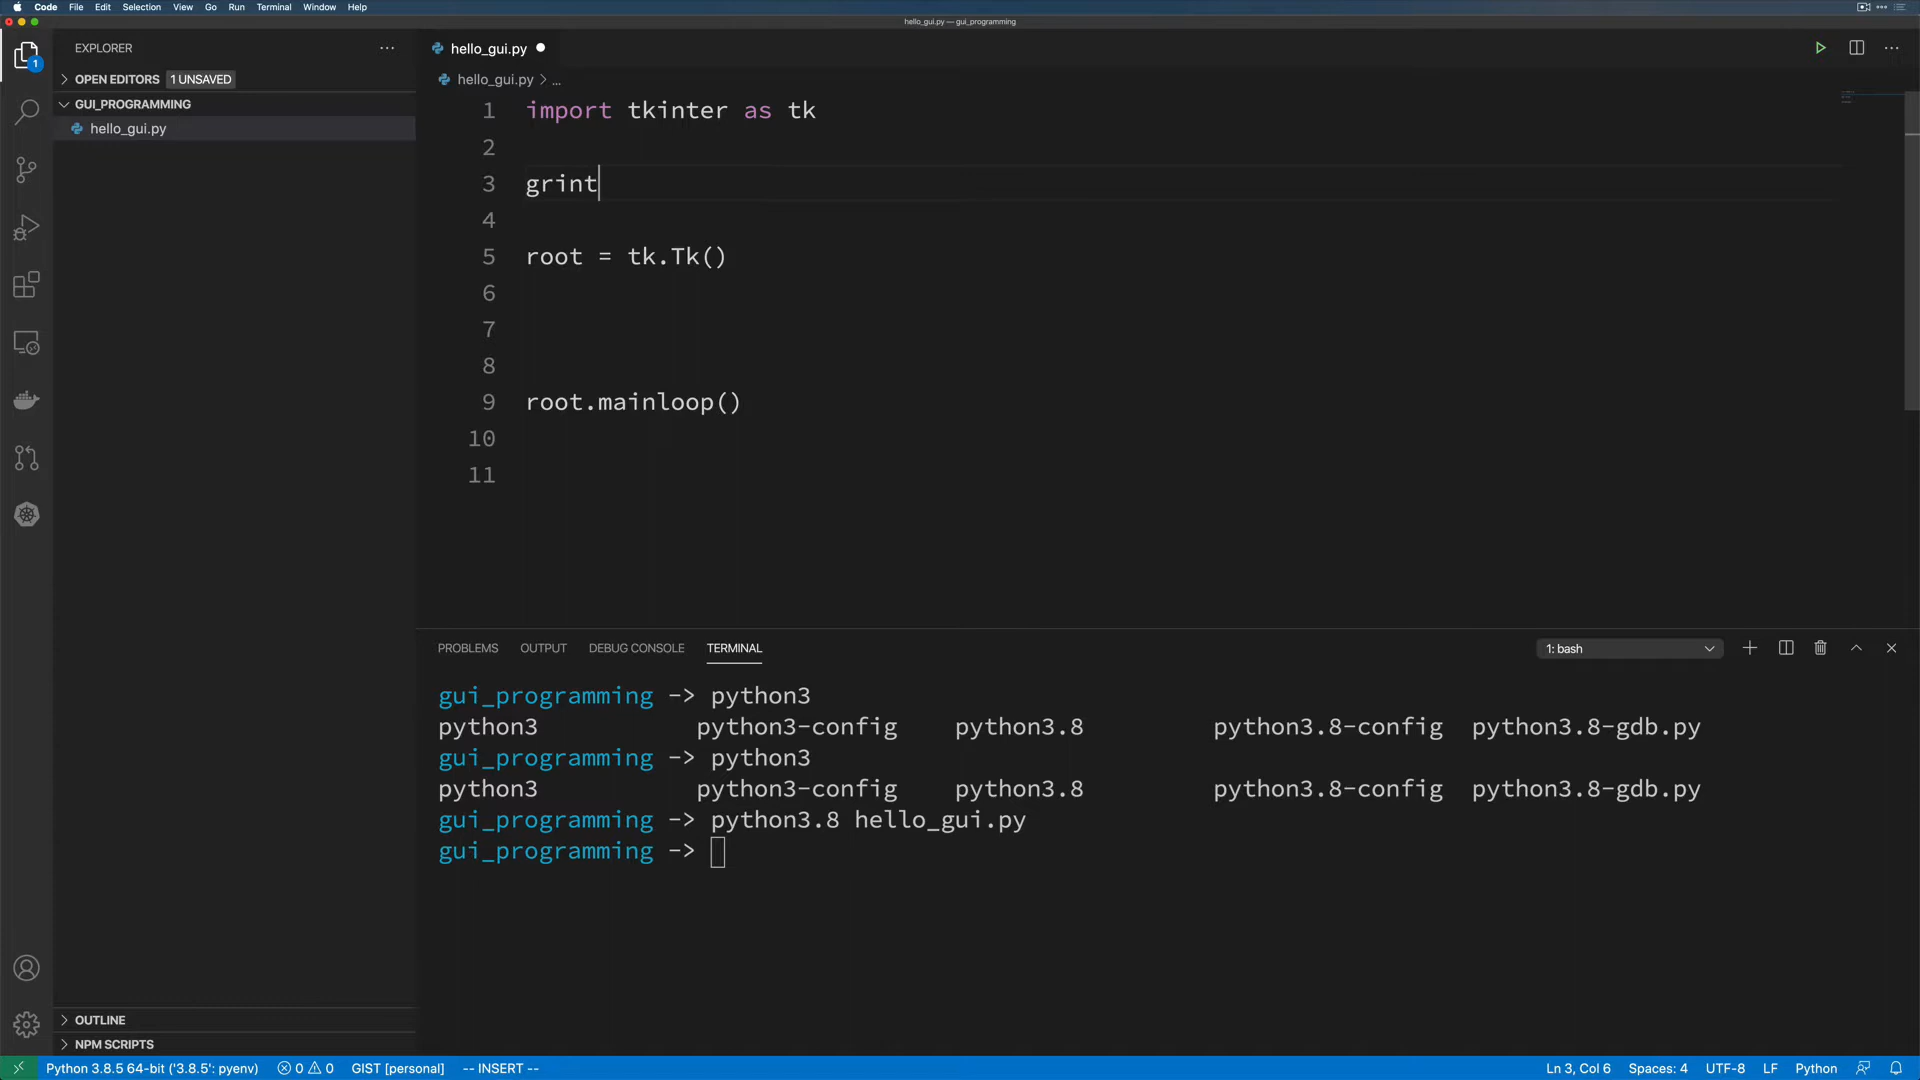 Code File Edit Selection View Go Run Terminal Window Help
hello_gui.py — gui_programming
EXPLORER
hello_gui.py
1
OPEN EDITORS 1 UNSAVED
hello_gui.py > ...
GUI_PROGRAMMING
hello_gui.py
1 import tkinter as tk
2
3 grint
4
5 root = tk.Tk()
6
7
8
9 root.mainloop()
10
11
PROBLEMS OUTPUT DEBUG CONSOLE TERMINAL
1: bash
gui_programming -> python3
python3 python3-config python3.8 python3.8-config python3.8-gdb.py
gui_programming -> python3
python3 python3-config python3.8 python3.8-config python3.8-gdb.py
gui_programming -> python3.8 hello_gui.py
gui_programming ->
OUTLINE
NPM SCRIPTS
Python 3.8.5 64-bit ('3.8.5': pyenv) 0 0 GIST [personal] -- INSERT -- Ln 3, Col 6 Spaces: 4 UTF-8 LF Python